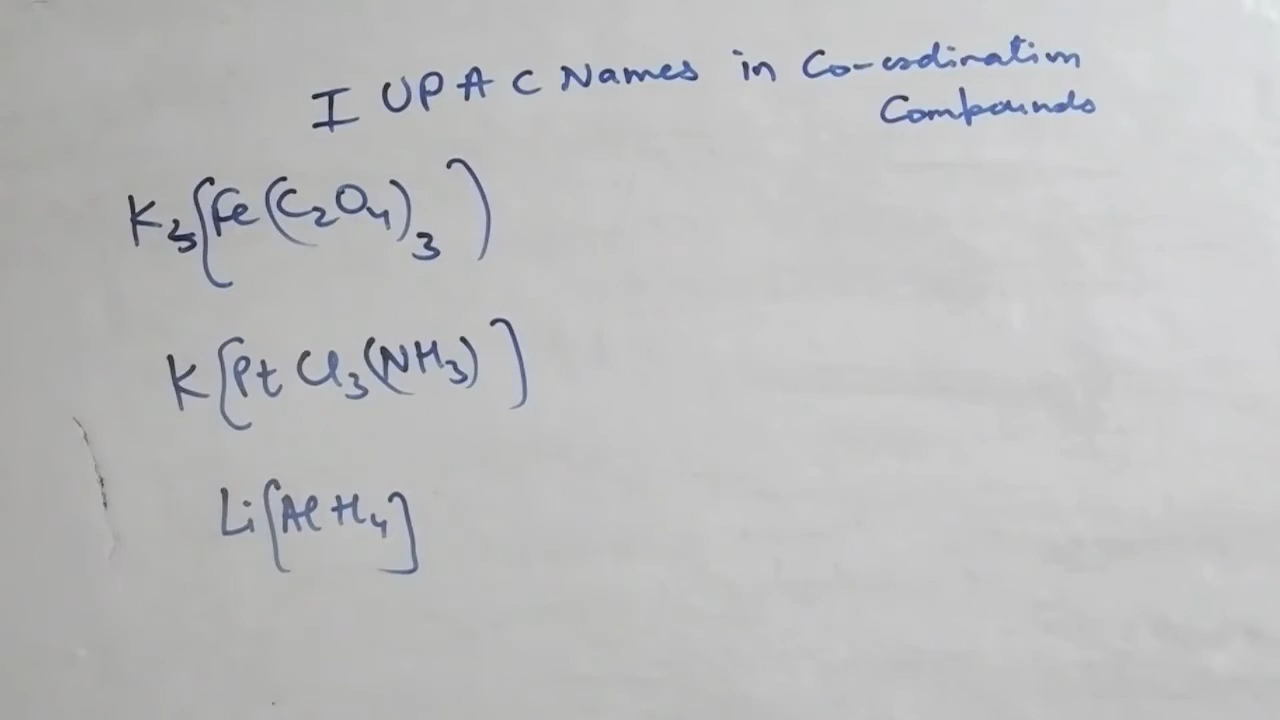 IUPAC Names in Co-ordination
Compounds
K₃[Fe(C₂O₄)₃]
K[PtCl₃(NH₃)]
Li[AlH₄]